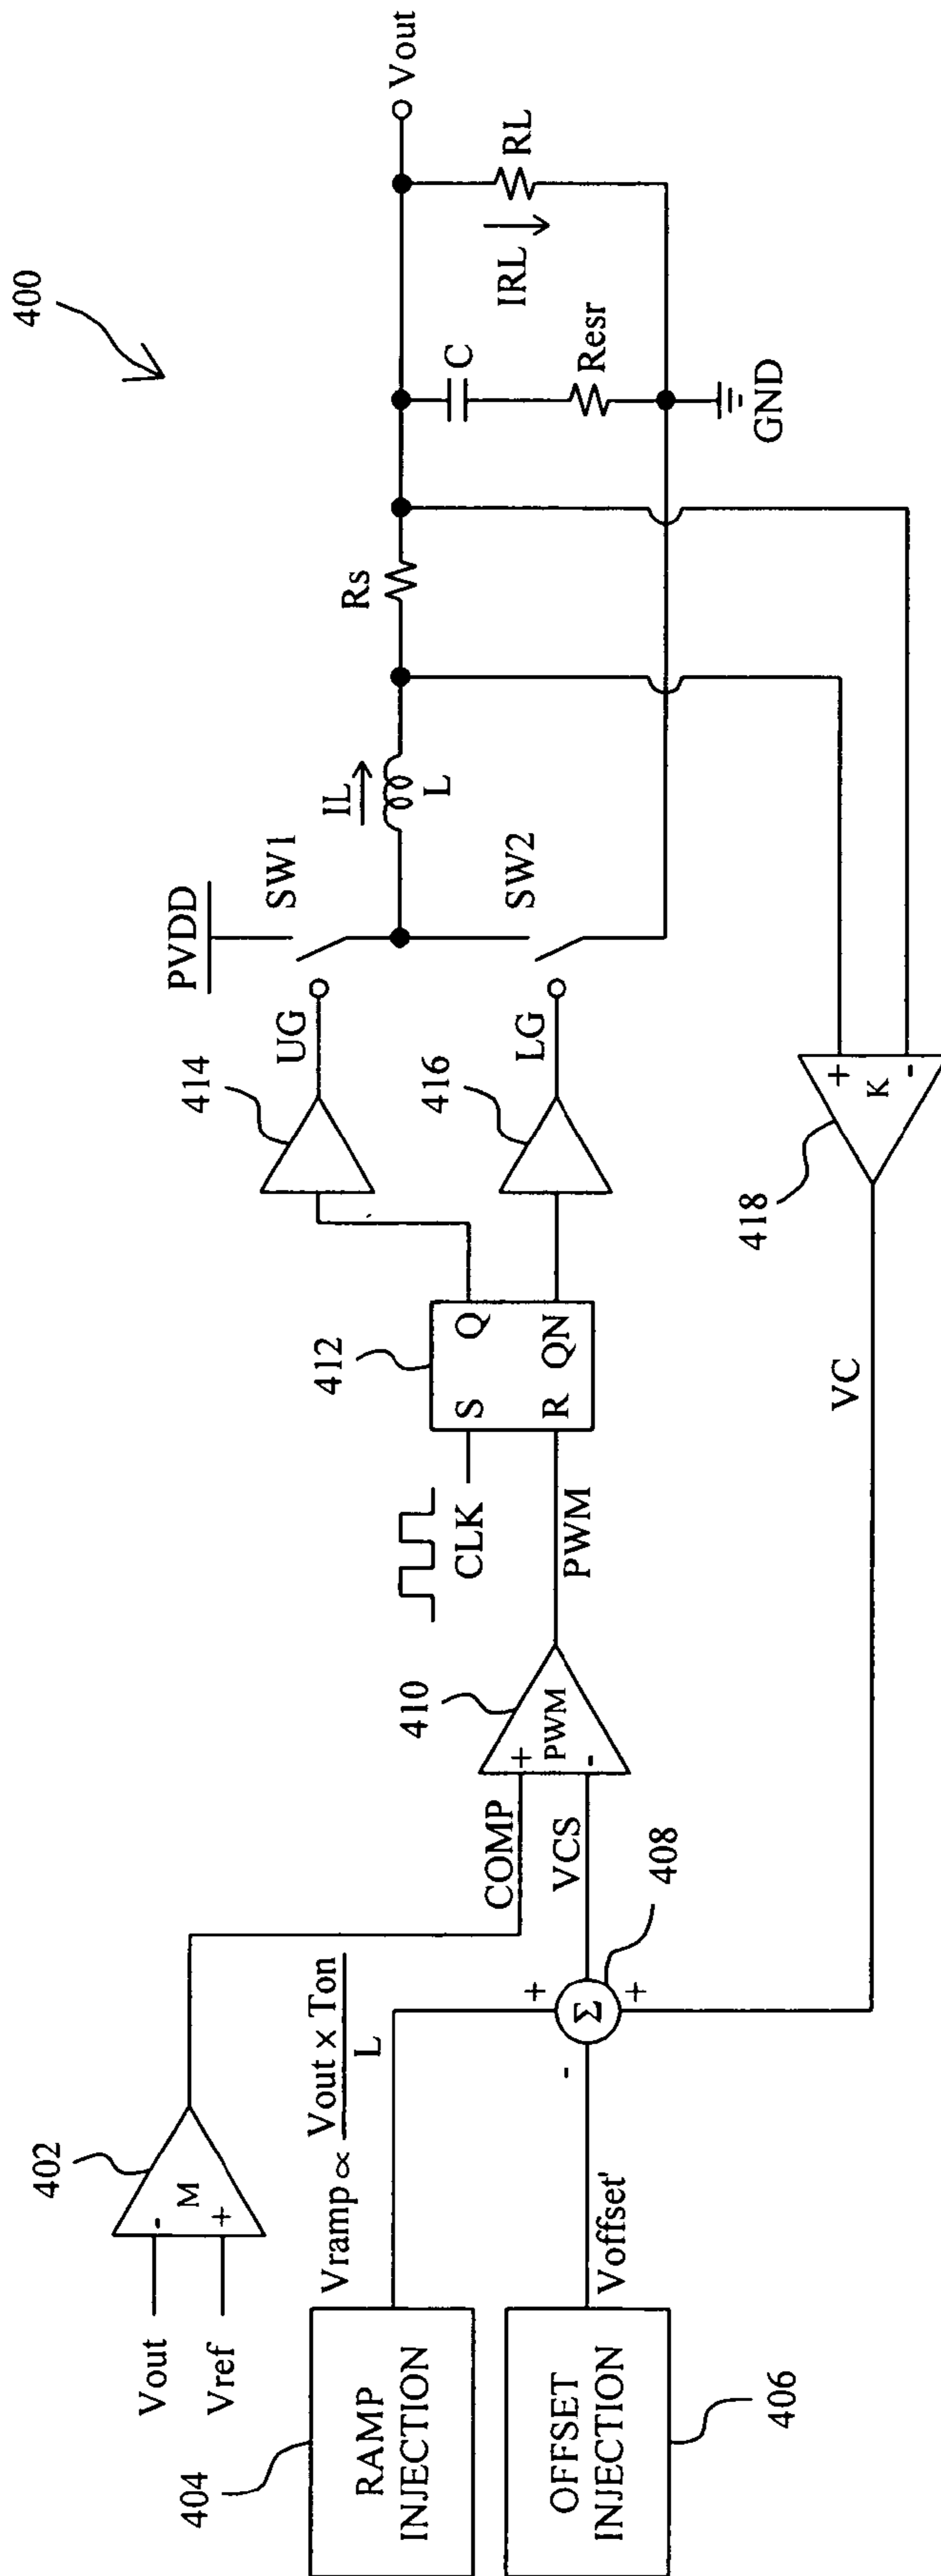 400
402
M
-
+
Vout
Vref
Vramp ∝ Vout × Ton / L
404
RAMP
INJECTION
OFFSET
INJECTION
406
Voffset'
+
-
Σ
+
408
COMP
VCS
410
+
PWM
-
PWM
CLK
412
S Q
R QN
414
UG
416
LG
PVDD
SW1
SW2
IL
L
Rs
C
Resr
GND
IRL
RL
Vout
+
K
-
418
VC